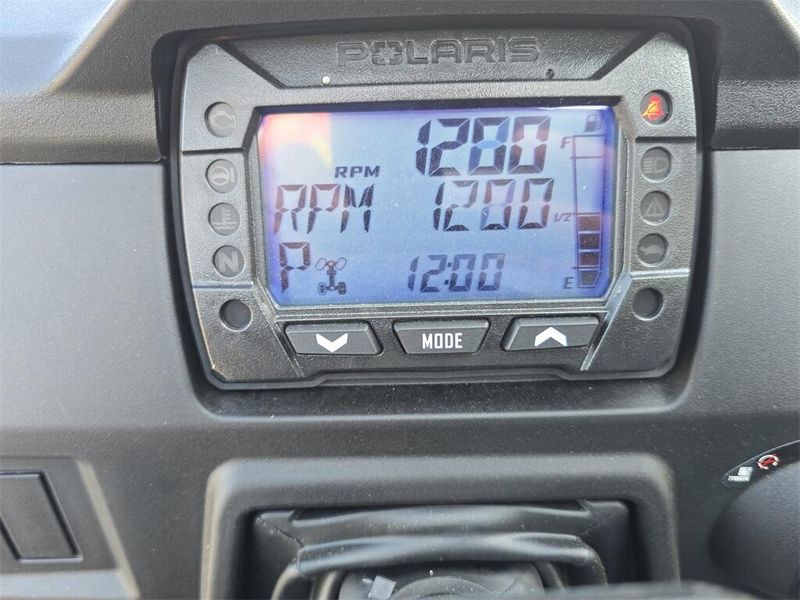 POLARIS
RPM 1280
F
RPM 1200
1/2
P 12:00
E
N
MODE